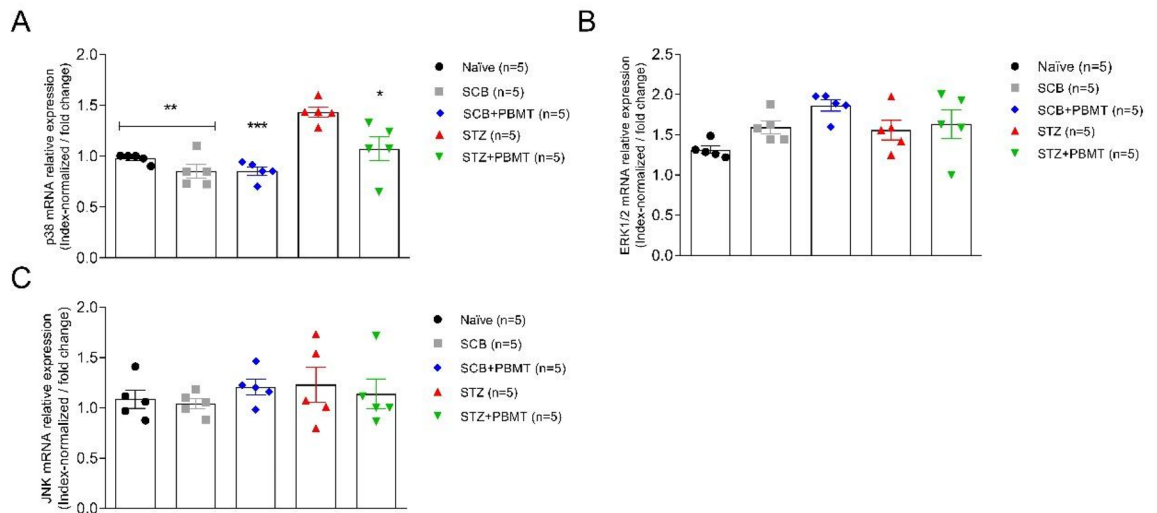 A
p38 mRNA relative expression
(Index-normalized / fold change)
2.0
1.5
1.0
0.5
0.0
**
***
*
Naïve (n=5)
SCB (n=5)
SCB+PBMT (n=5)
STZ (n=5)
STZ+PBMT (n=5)
B
ERK1/2 mRNA relative expression
(Index-normalized / fold change)
2.5
2.0
1.5
1.0
0.5
0.0
Naïve (n=5)
SCB (n=5)
SCB+PBMT (n=5)
STZ (n=5)
STZ+PBMT (n=5)
C
JNK mRNA relative expression
(Index-normalized / fold change)
2.0
1.5
1.0
0.5
0.0
Naïve (n=5)
SCB (n=5)
SCB+PBMT (n=5)
STZ (n=5)
STZ+PBMT (n=5)